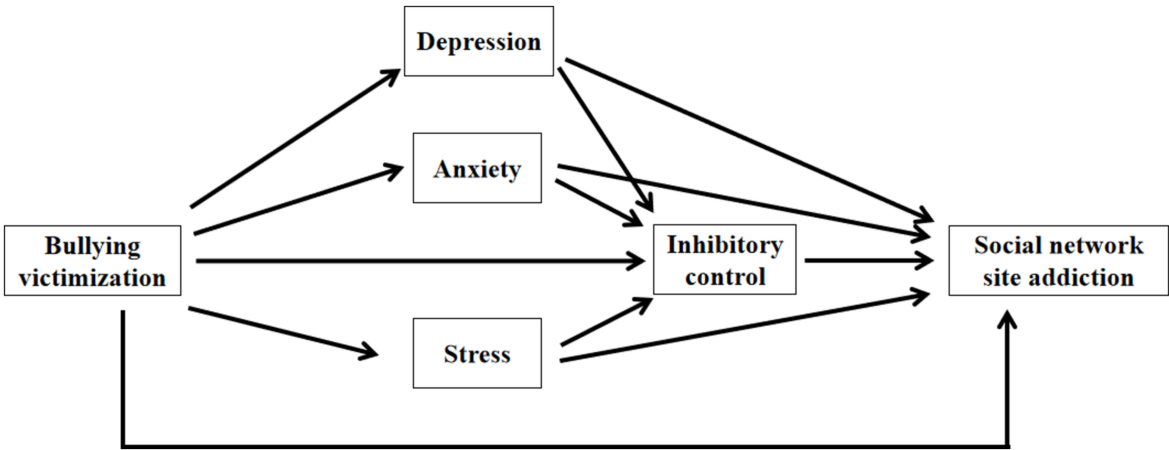 Depression
Anxiety
Bullying
victimization
Inhibitory
control
Social network
site addiction
Stress